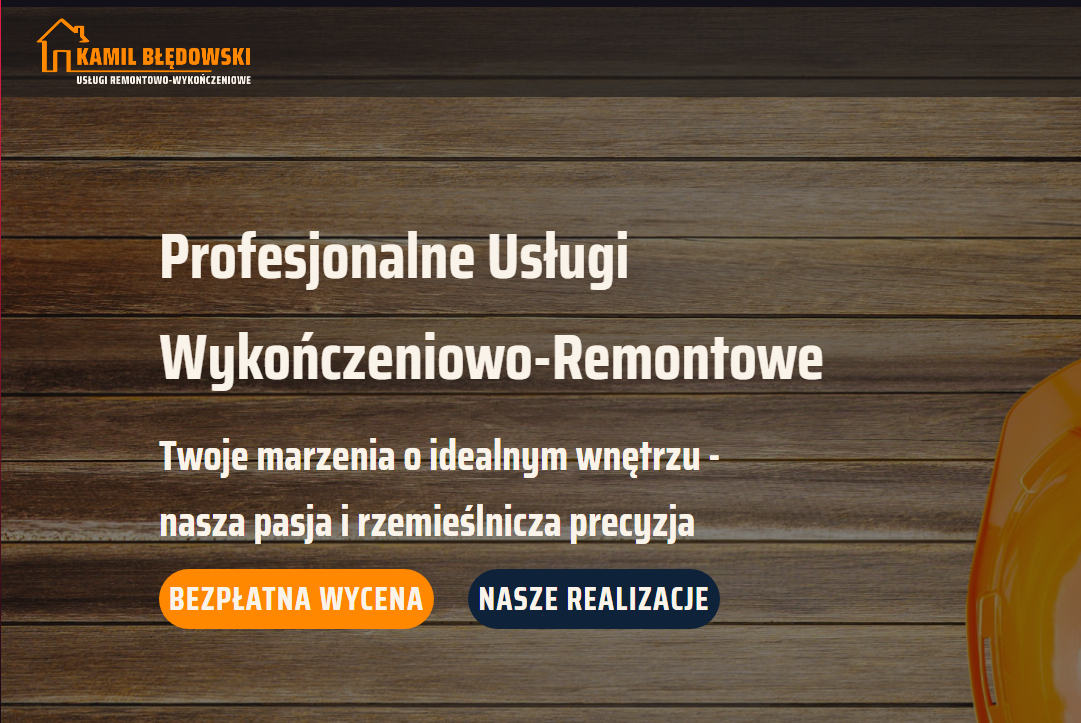 KAMIL BŁĘDOWSKI
USŁUGI REMONTOWO-WYKOŃCZENIOWE
Profesjonalne Usługi
Wykończeniowo-Remontowe
Twoje marzenia o idealnym wnętrzu -
nasza pasja i rzemieślnicza precyzja
BEZPŁATNA WYCENA
NASZE REALIZACJE